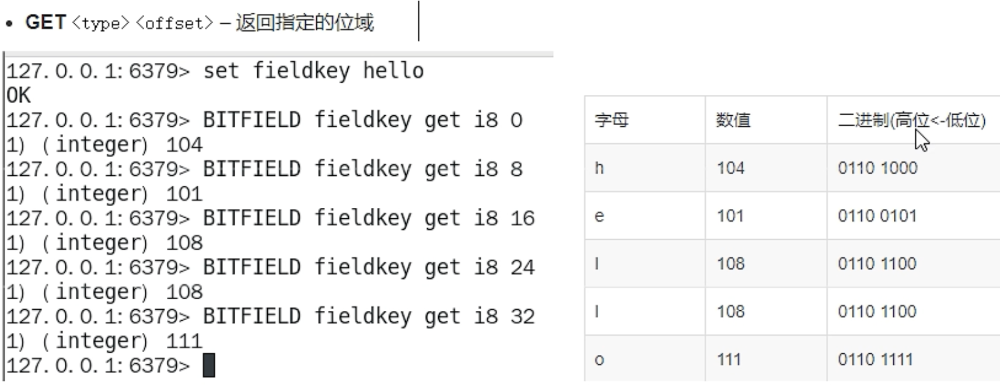 • GET <type> <offset> – 返回指定的位域
127.0.0.1:6379> set fieldkey hello
OK
127.0.0.1:6379> BITFIELD fieldkey get i8 0
1) (integer) 104
127.0.0.1:6379> BITFIELD fieldkey get i8 8
1) (integer) 101
127.0.0.1:6379> BITFIELD fieldkey get i8 16
1) (integer) 108
127.0.0.1:6379> BITFIELD fieldkey get i8 24
1) (integer) 108
127.0.0.1:6379> BITFIELD fieldkey get i8 32
1) (integer) 111
127.0.0.1:6379>
字母 数值 二进制(高位<-低位)
h 104 0110 1000
e 101 0110 0101
l 108 0110 1100
l 108 0110 1100
o 111 0110 1111